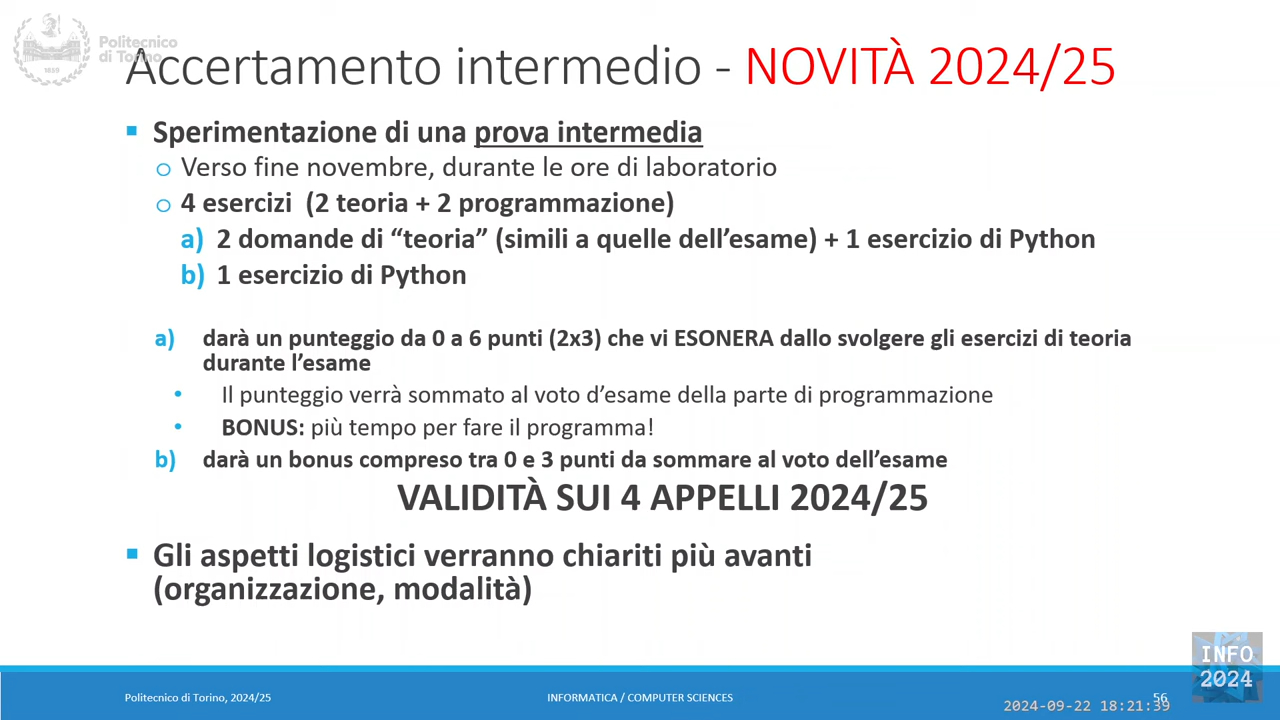 Politecnico
di Torino
1859
Accertamento intermedio - NOVITÀ 2024/25
Sperimentazione di una prova intermedia
Verso fine novembre, durante le ore di laboratorio
4 esercizi (2 teoria + 2 programmazione)
a) 2 domande di “teoria” (simili a quelle dell’esame) + 1 esercizio di Python
b) 1 esercizio di Python
a) darà un punteggio da 0 a 6 punti (2x3) che vi ESONERA dallo svolgere gli esercizi di teoria
durante l’esame
Il punteggio verrà sommato al voto d’esame della parte di programmazione
BONUS: più tempo per fare il programma!
b) darà un bonus compreso tra 0 e 3 punti da sommare al voto dell’esame
VALIDITÀ SUI 4 APPELLI 2024/25
Gli aspetti logistici verranno chiariti più avanti
(organizzazione, modalità)
INFO
2024
Politecnico di Torino, 2024/25
INFORMATICA / COMPUTER SCIENCES
56
2024-09-22 18:21:39